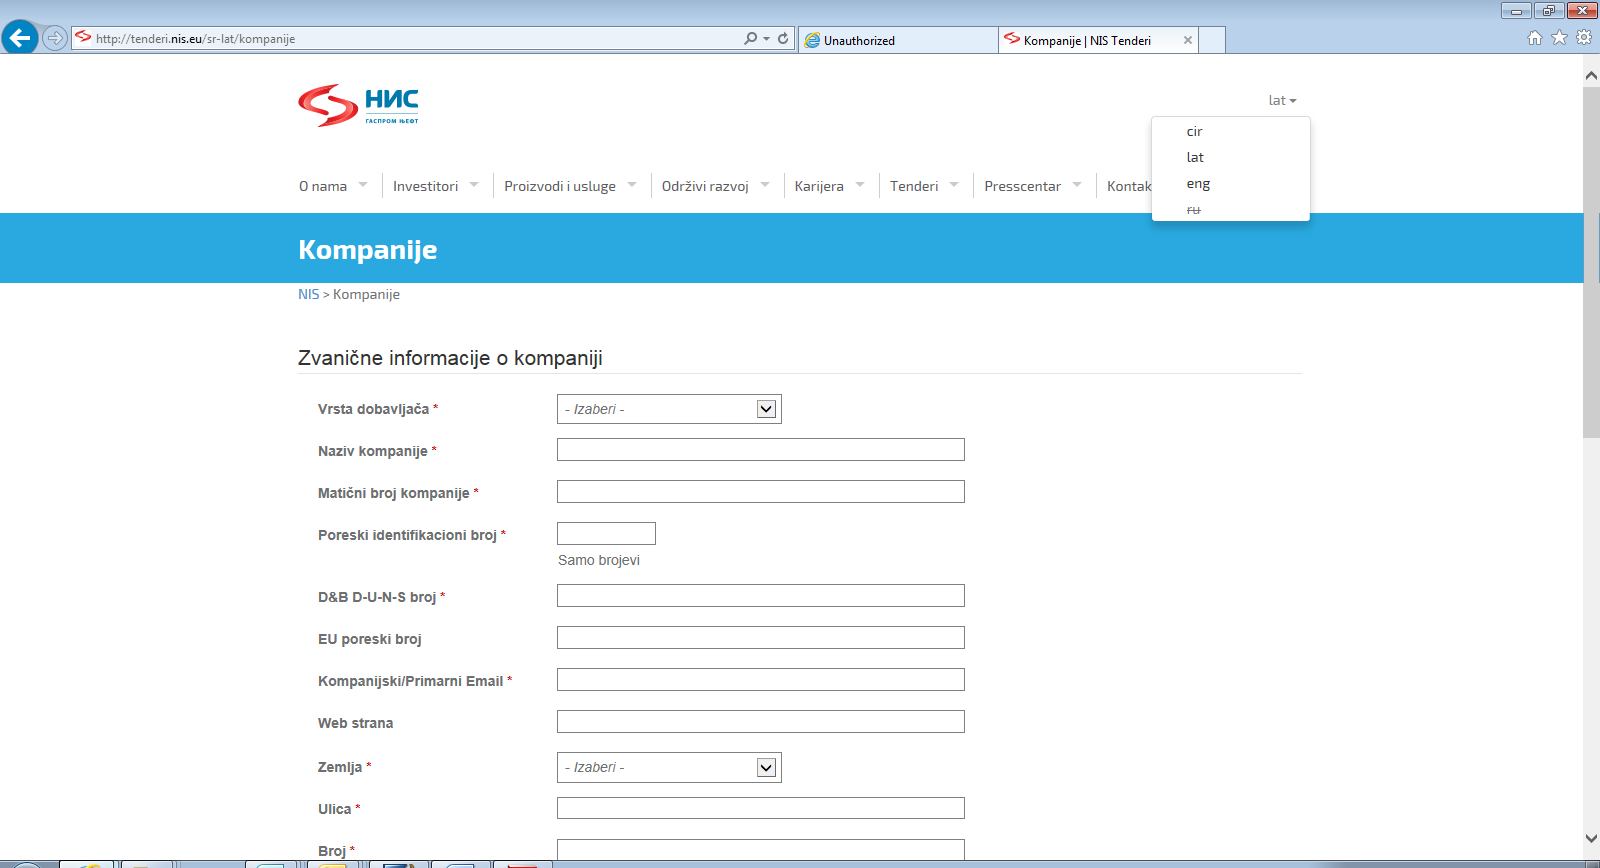 http://tenderi.nis.eu/sr-lat/kompanije
Unauthorized
Kompanije | NIS Tenderi
НИС
ГАСПРОМ ЊЕФТ
lat
cir
lat
eng
ru
O nama
Investitori
Proizvodi i usluge
Održivi razvoj
Karijera
Tenderi
Presscentar
Kontak
Kompanije
NIS > Kompanije
Zvanične informacije o kompaniji
Vrsta dobavljača *
- Izaberi -
Naziv kompanije *
Matični broj kompanije *
Poreski identifikacioni broj *
Samo brojevi
D&B D-U-N-S broj *
EU poreski broj
Kompanijski/Primarni Email *
Web strana
Zemlja *
- Izaberi -
Ulica *
Broj *